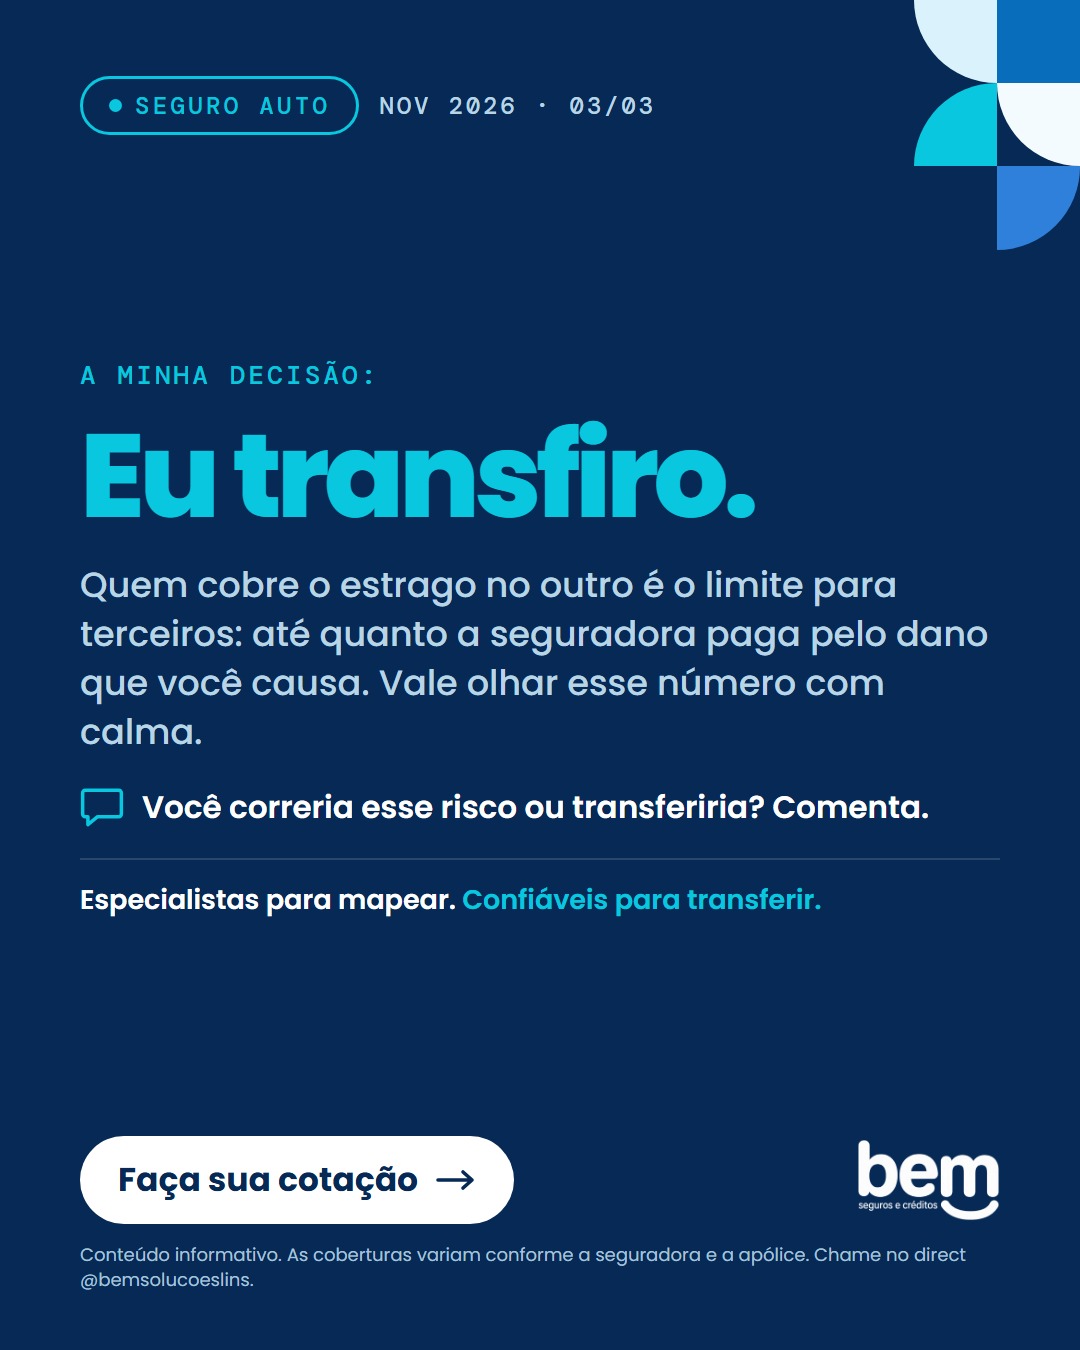 SEGURO AUTO NOV 2026 · 03/03
A MINHA DECISÃO:
Eu transfiro.
Quem cobre o estrago no outro é o limite para
terceiros: até quanto a seguradora paga pelo dano
que você causa. Vale olhar esse número com
calma.
Você correria esse risco ou transferiria? Comenta.
Especialistas para mapear. Confiáveis para transferir.
Faça sua cotação
bem
seguros e créditos
Conteúdo informativo. As coberturas variam conforme a seguradora e a apólice. Chame no direct
@bemsolucoeslins.